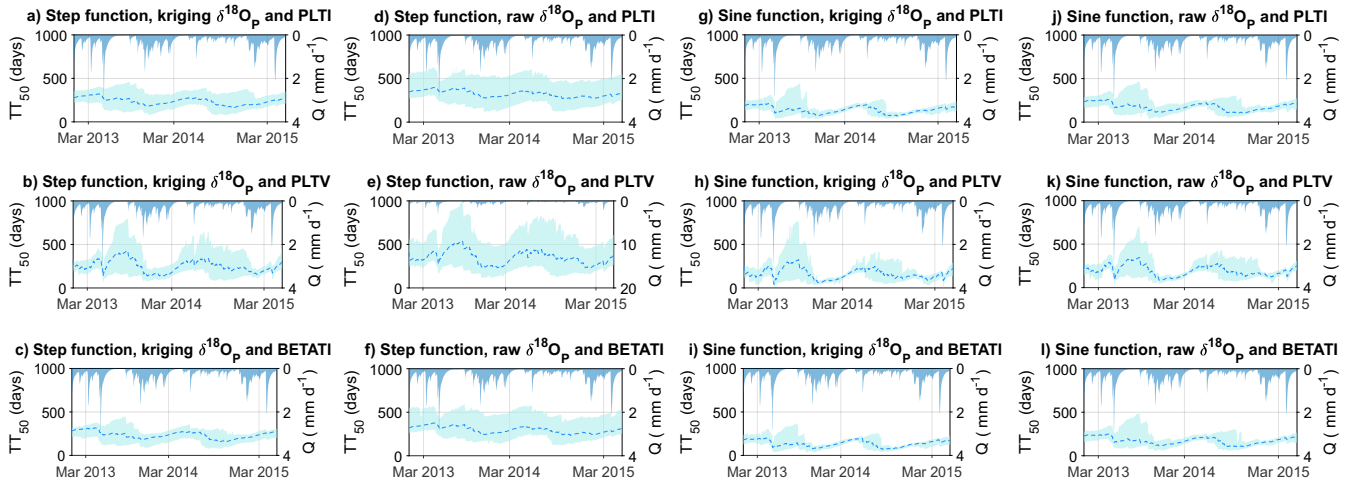 a) Step function, kriging δ¹⁸O_P and PLTI
1000
500
0
TT₅₀ (days)
0
2
4
Q ( mm d⁻¹)
Mar 2013
Mar 2014
Mar 2015
d) Step function, raw δ¹⁸O_P and PLTI
1000
500
0
TT₅₀ (days)
0
2
4
Q ( mm d⁻¹)
Mar 2013
Mar 2014
Mar 2015
g) Sine function, kriging δ¹⁸O_P and PLTI
1000
500
0
TT₅₀ (days)
0
2
4
Q ( mm d⁻¹)
Mar 2013
Mar 2014
Mar 2015
j) Sine function, raw δ¹⁸O_P and PLTI
1000
500
0
TT₅₀ (days)
0
2
4
Q ( mm d⁻¹)
Mar 2013
Mar 2014
Mar 2015
b) Step function, kriging δ¹⁸O_P and PLTV
1000
500
0
TT₅₀ (days)
0
2
4
Q ( mm d⁻¹)
Mar 2013
Mar 2014
Mar 2015
e) Step function, raw δ¹⁸O_P and PLTV
1000
500
0
TT₅₀ (days)
0
10
20
Q ( mm d⁻¹)
Mar 2013
Mar 2014
Mar 2015
h) Sine function, kriging δ¹⁸O_P and PLTV
1000
500
0
TT₅₀ (days)
0
2
4
Q ( mm d⁻¹)
Mar 2013
Mar 2014
Mar 2015
k) Sine function, raw δ¹⁸O_P and PLTV
1000
500
0
TT₅₀ (days)
0
2
4
Q ( mm d⁻¹)
Mar 2013
Mar 2014
Mar 2015
c) Step function, kriging δ¹⁸O_P and BETATI
1000
500
0
TT₅₀ (days)
0
2
4
Q ( mm d⁻¹)
Mar 2013
Mar 2014
Mar 2015
f) Step function, raw δ¹⁸O_P and BETATI
1000
500
0
TT₅₀ (days)
0
2
4
Q ( mm d⁻¹)
Mar 2013
Mar 2014
Mar 2015
i) Sine function, kriging δ¹⁸O_P and BETATI
1000
500
0
TT₅₀ (days)
0
2
4
Q ( mm d⁻¹)
Mar 2013
Mar 2014
Mar 2015
l) Sine function, raw δ¹⁸O_P and BETATI
1000
500
0
TT₅₀ (days)
0
2
4
Q ( mm d⁻¹)
Mar 2013
Mar 2014
Mar 2015